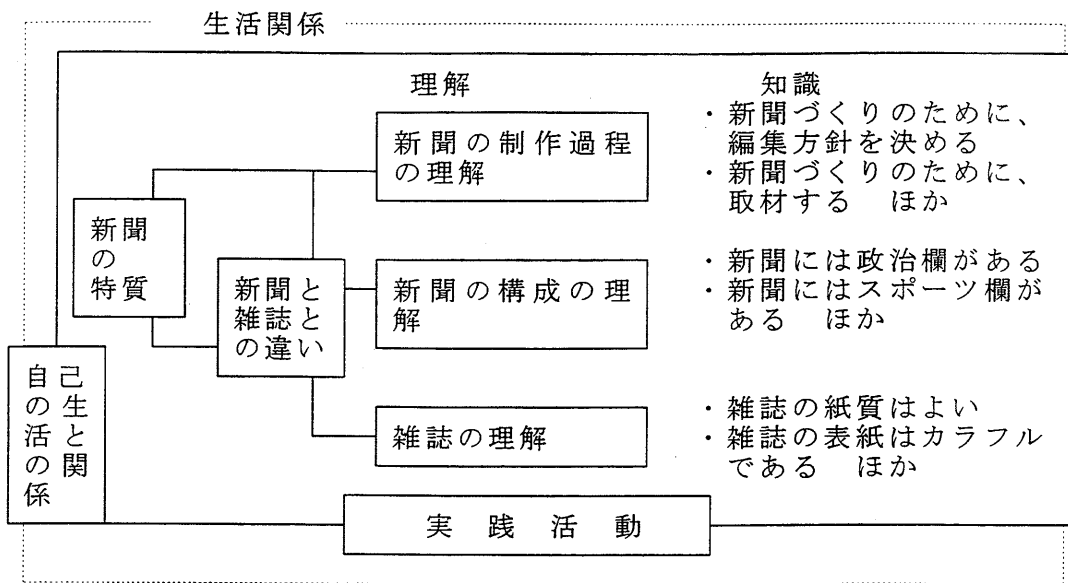 生活関係
理解
知識
新聞の制作過程
の理解
・新聞づくりのために、
編集方針を決める
・新聞づくりのために、
取材する　ほか
新聞
の
特質
新聞と
雑誌と
の違い
新聞の構成の理
解
・新聞には政治欄がある
・新聞にはスポーツ欄が
ある　ほか
自己
の生
活と
の関
係
雑誌の理解
・雑誌の紙質はよい
・雑誌の表紙はカラフル
である　ほか
実践活動